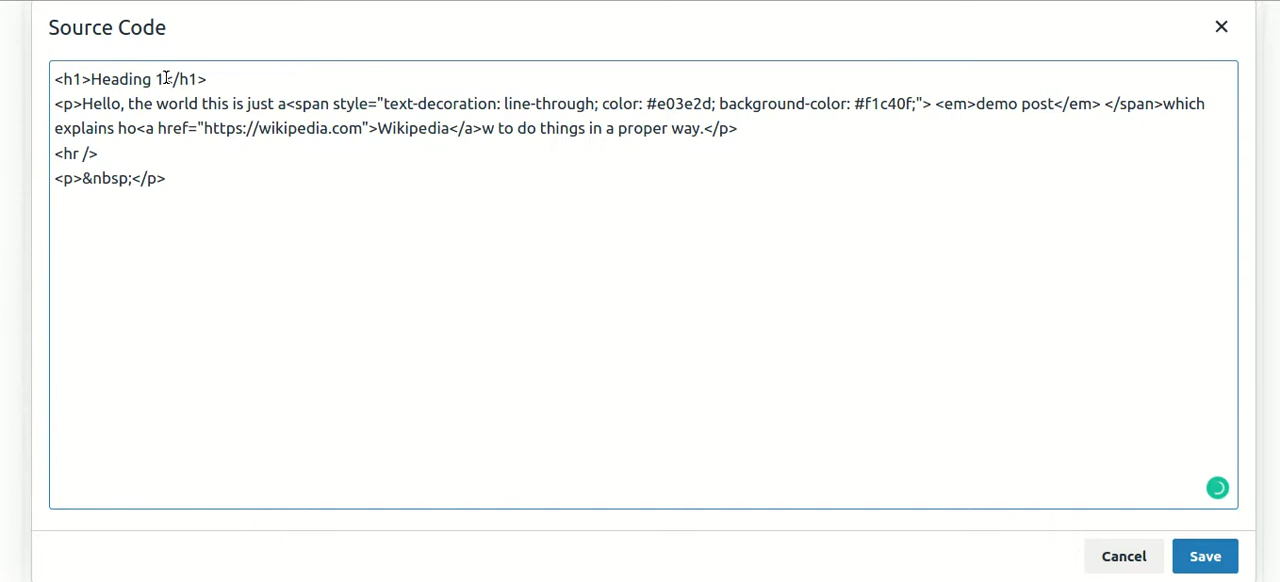 Source Code
<h1>Heading 1</h1>
<p>Hello, the world this is just a<span style="text-decoration: line-through; color: #e03e2d; background-color: #f1c40f;"> <em>demo post</em> </span>which
explains ho<a href="https://wikipedia.com">Wikipedia</a>w to do things in a proper way.</p>
<hr />
<p>&nbsp;</p>
Cancel Save